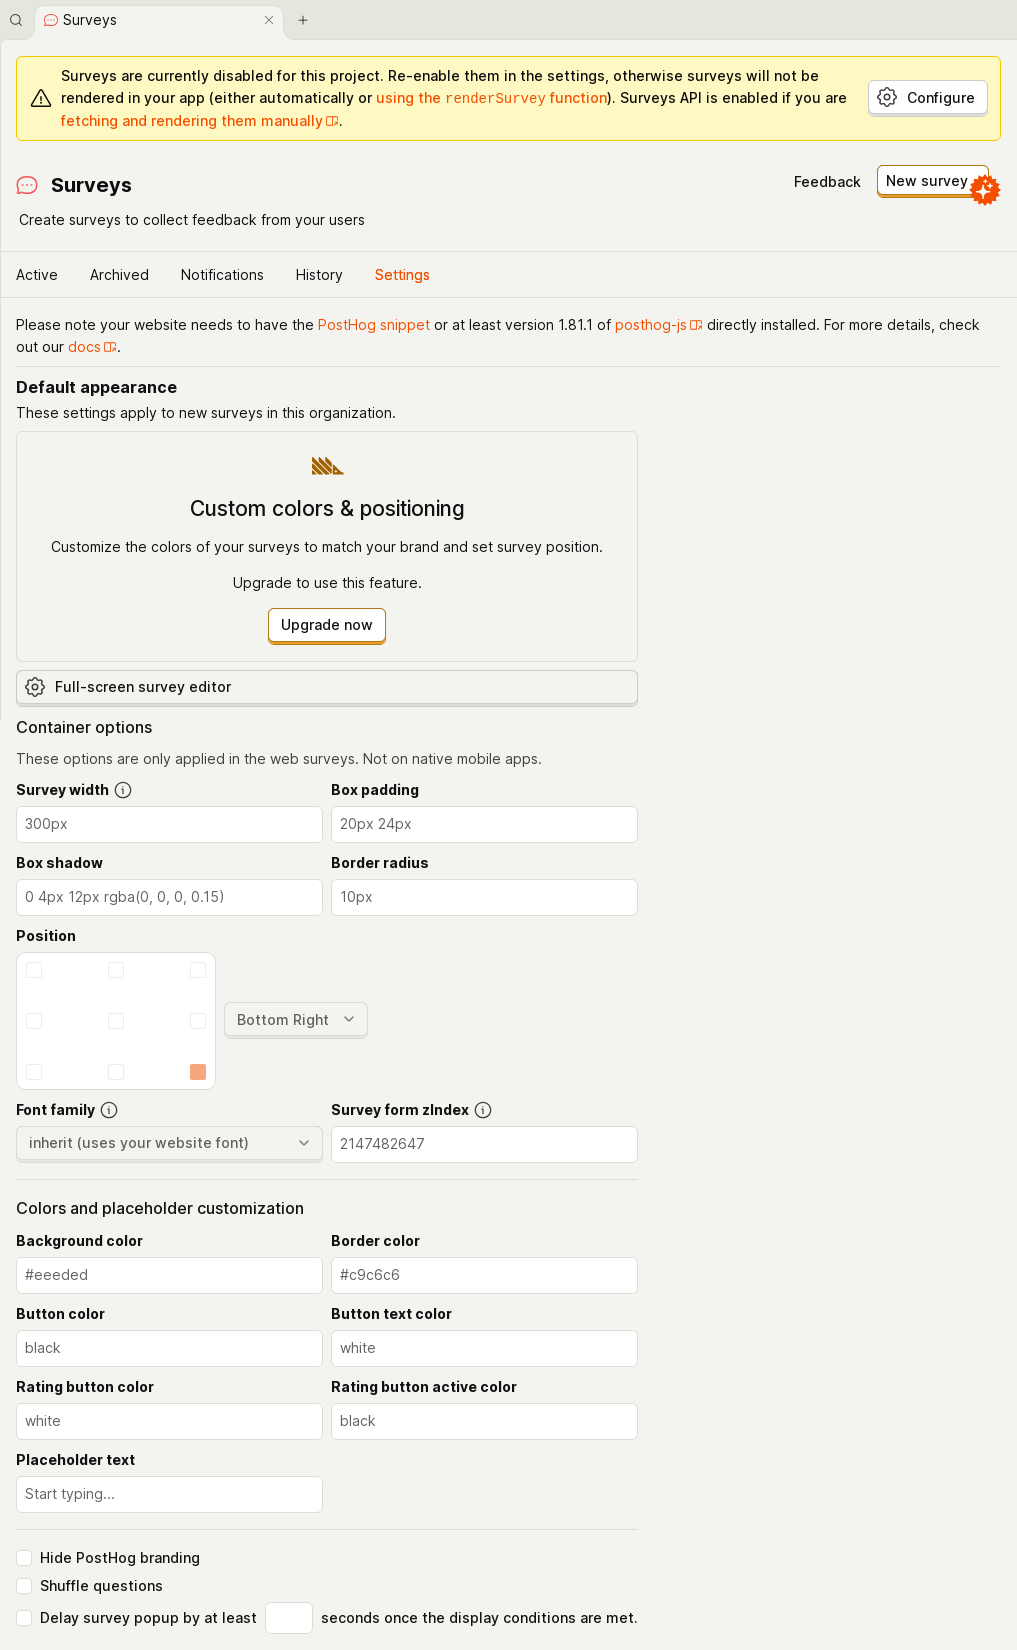 Surveys
Surveys are currently disabled for this project. Re-enable them in the settings, otherwise surveys will not be
rendered in your app (either automatically or using the renderSurvey function). Surveys API is enabled if you are
fetching and rendering them manually.
Configure
Surveys
Feedback
New survey
Create surveys to collect feedback from your users
Active
Archived
Notifications
History
Settings
Please note your website needs to have the PostHog snippet or at least version 1.81.1 of posthog-js directly installed. For more details, check
out our docs.
Default appearance
These settings apply to new surveys in this organization.
Custom colors & positioning
Customize the colors of your surveys to match your brand and set survey position.
Upgrade to use this feature.
Upgrade now
Full-screen survey editor
Container options
These options are only applied in the web surveys. Not on native mobile apps.
Survey width
Box padding
300px
20px 24px
Box shadow
Border radius
0 4px 12px rgba(0, 0, 0, 0.15)
10px
Position
Bottom Right
Font family
Survey form zIndex
inherit (uses your website font)
2147482647
Colors and placeholder customization
Background color
Border color
#eeeded
#c9c6c6
Button color
Button text color
black
white
Rating button color
Rating button active color
white
black
Placeholder text
Start typing...
Hide PostHog branding
Shuffle questions
Delay survey popup by at least seconds once the display conditions are met.